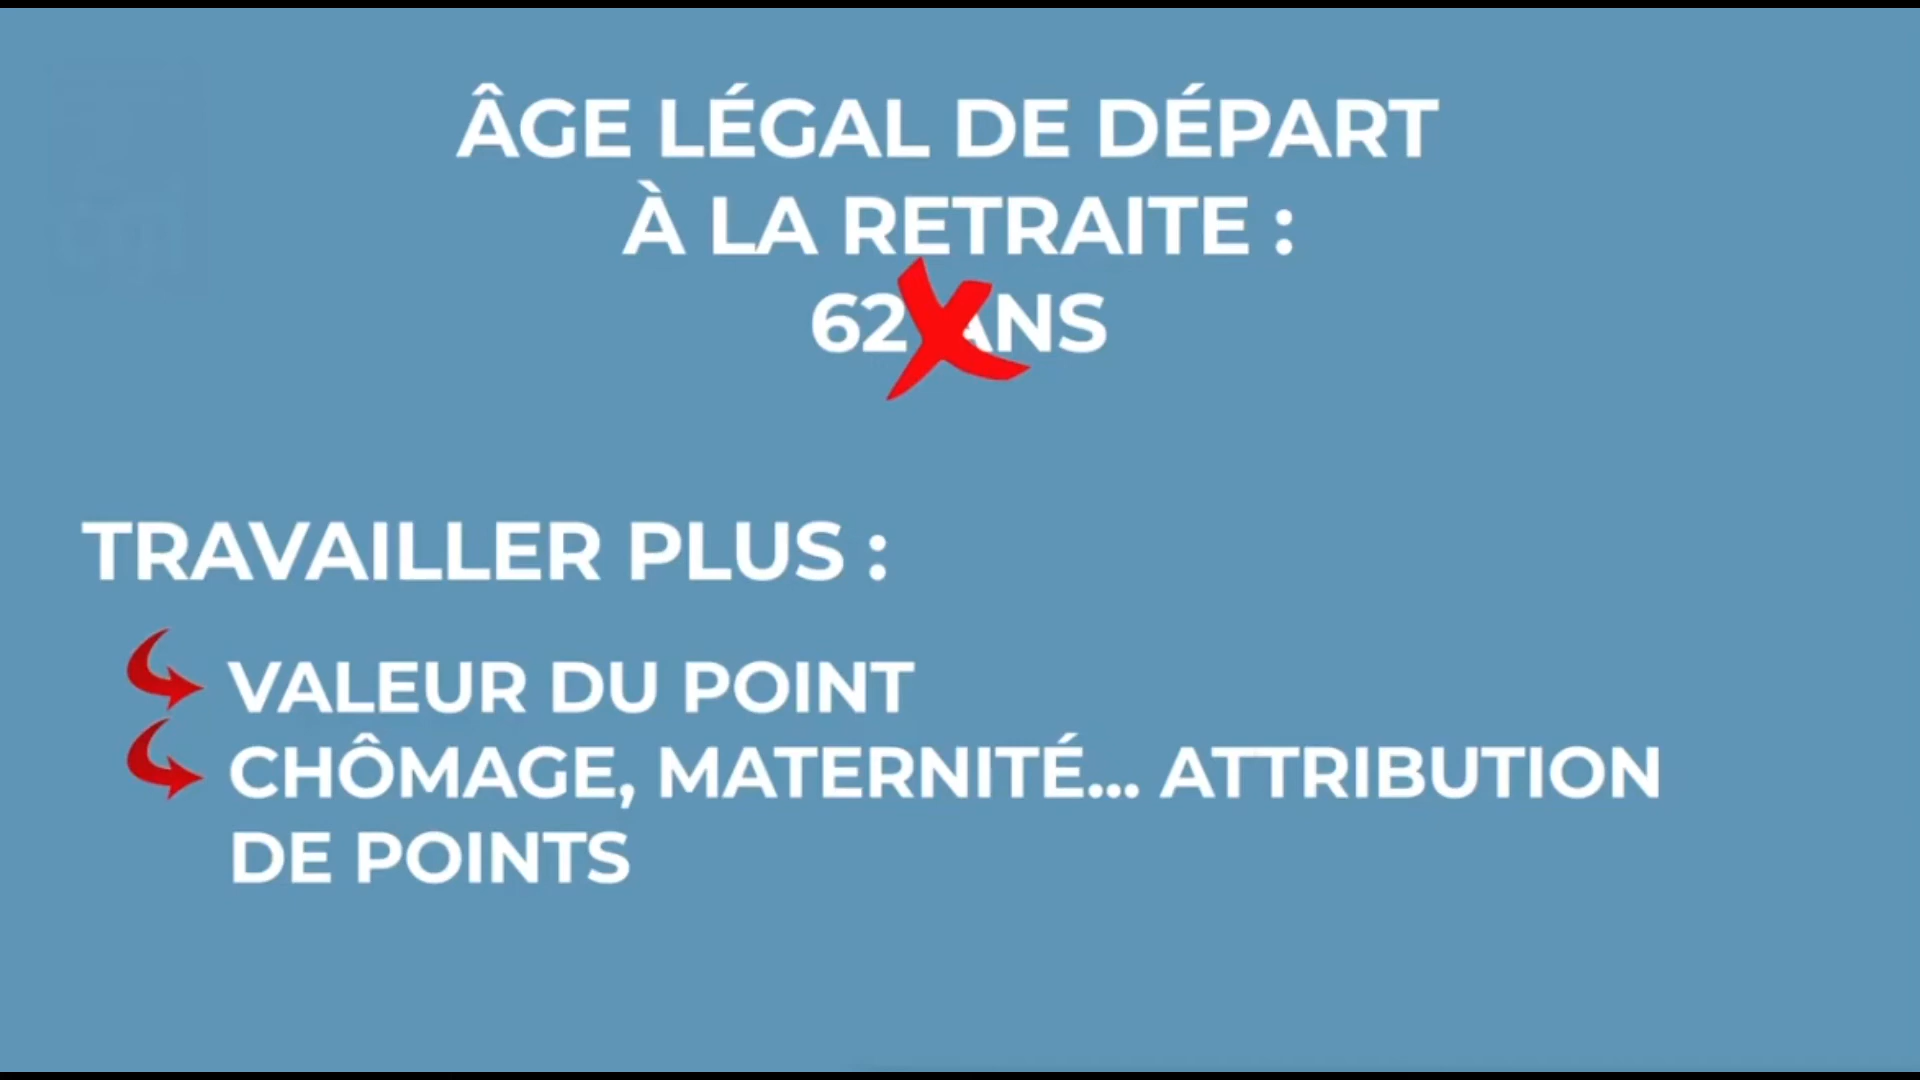 ÂGE LÉGAL DE DÉPART
À LA RETRAITE :
62 ANS
TRAVAILLER PLUS :
VALEUR DU POINT
CHÔMAGE, MATERNITÉ... ATTRIBUTION
DE POINTS